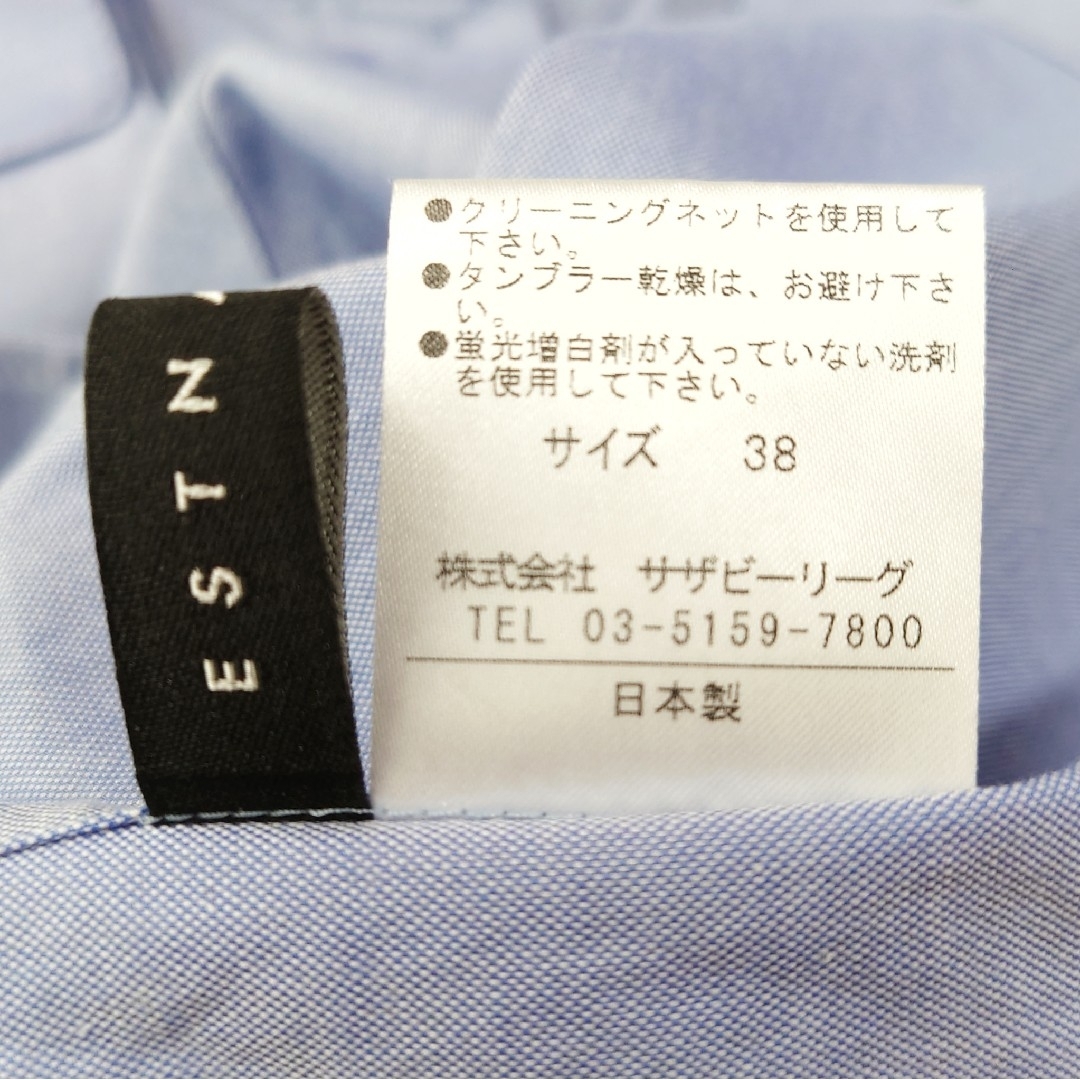 ESTN
●クリーニングネットを使用して
下さい。
●タンブラー乾燥は、お避け下さ
い。
●蛍光増白剤が入っていない洗剤
を使用して下さい。
サイズ 38
株式会社 サザビーリーグ
TEL 03-5159-7800
日本製